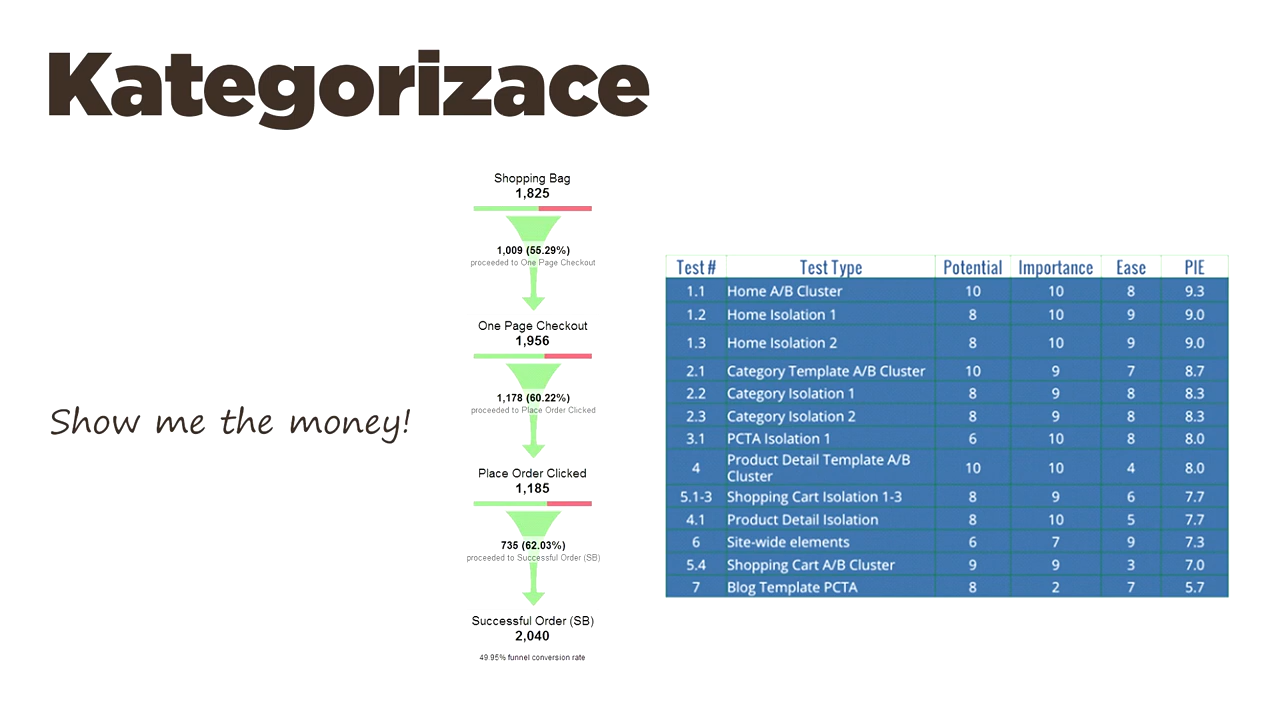 Kategorizace
Show me the money!
Shopping Bag
1,825
1,009 (55.29%)
proceeded to One Page Checkout
One Page Checkout
1,956
1,178 (60.22%)
proceeded to Place Order Clicked
Place Order Clicked
1,185
735 (62.03%)
proceeded to Successful Order (SB)
Successful Order (SB)
2,040
49.95% funnel conversion rate
Test # Test Type Potential Importance Ease PIE
1.1 Home A/B Cluster 10 10 8 9.3
1.2 Home Isolation 1 8 10 9 9.0
1.3 Home Isolation 2 8 10 9 9.0
2.1 Category Template A/B Cluster 10 9 7 8.7
2.2 Category Isolation 1 8 9 8 8.3
2.3 Category Isolation 2 8 9 8 8.3
3.1 PCTA Isolation 1 6 10 8 8.0
4 Product Detail Template A/B
Cluster 10 10 4 8.0
5.1-3 Shopping Cart Isolation 1-3 8 9 6 7.7
4.1 Product Detail Isolation 8 10 5 7.7
6 Site-wide elements 6 7 9 7.3
5.4 Shopping Cart A/B Cluster 9 9 3 7.0
7 Blog Template PCTA 8 2 7 5.7